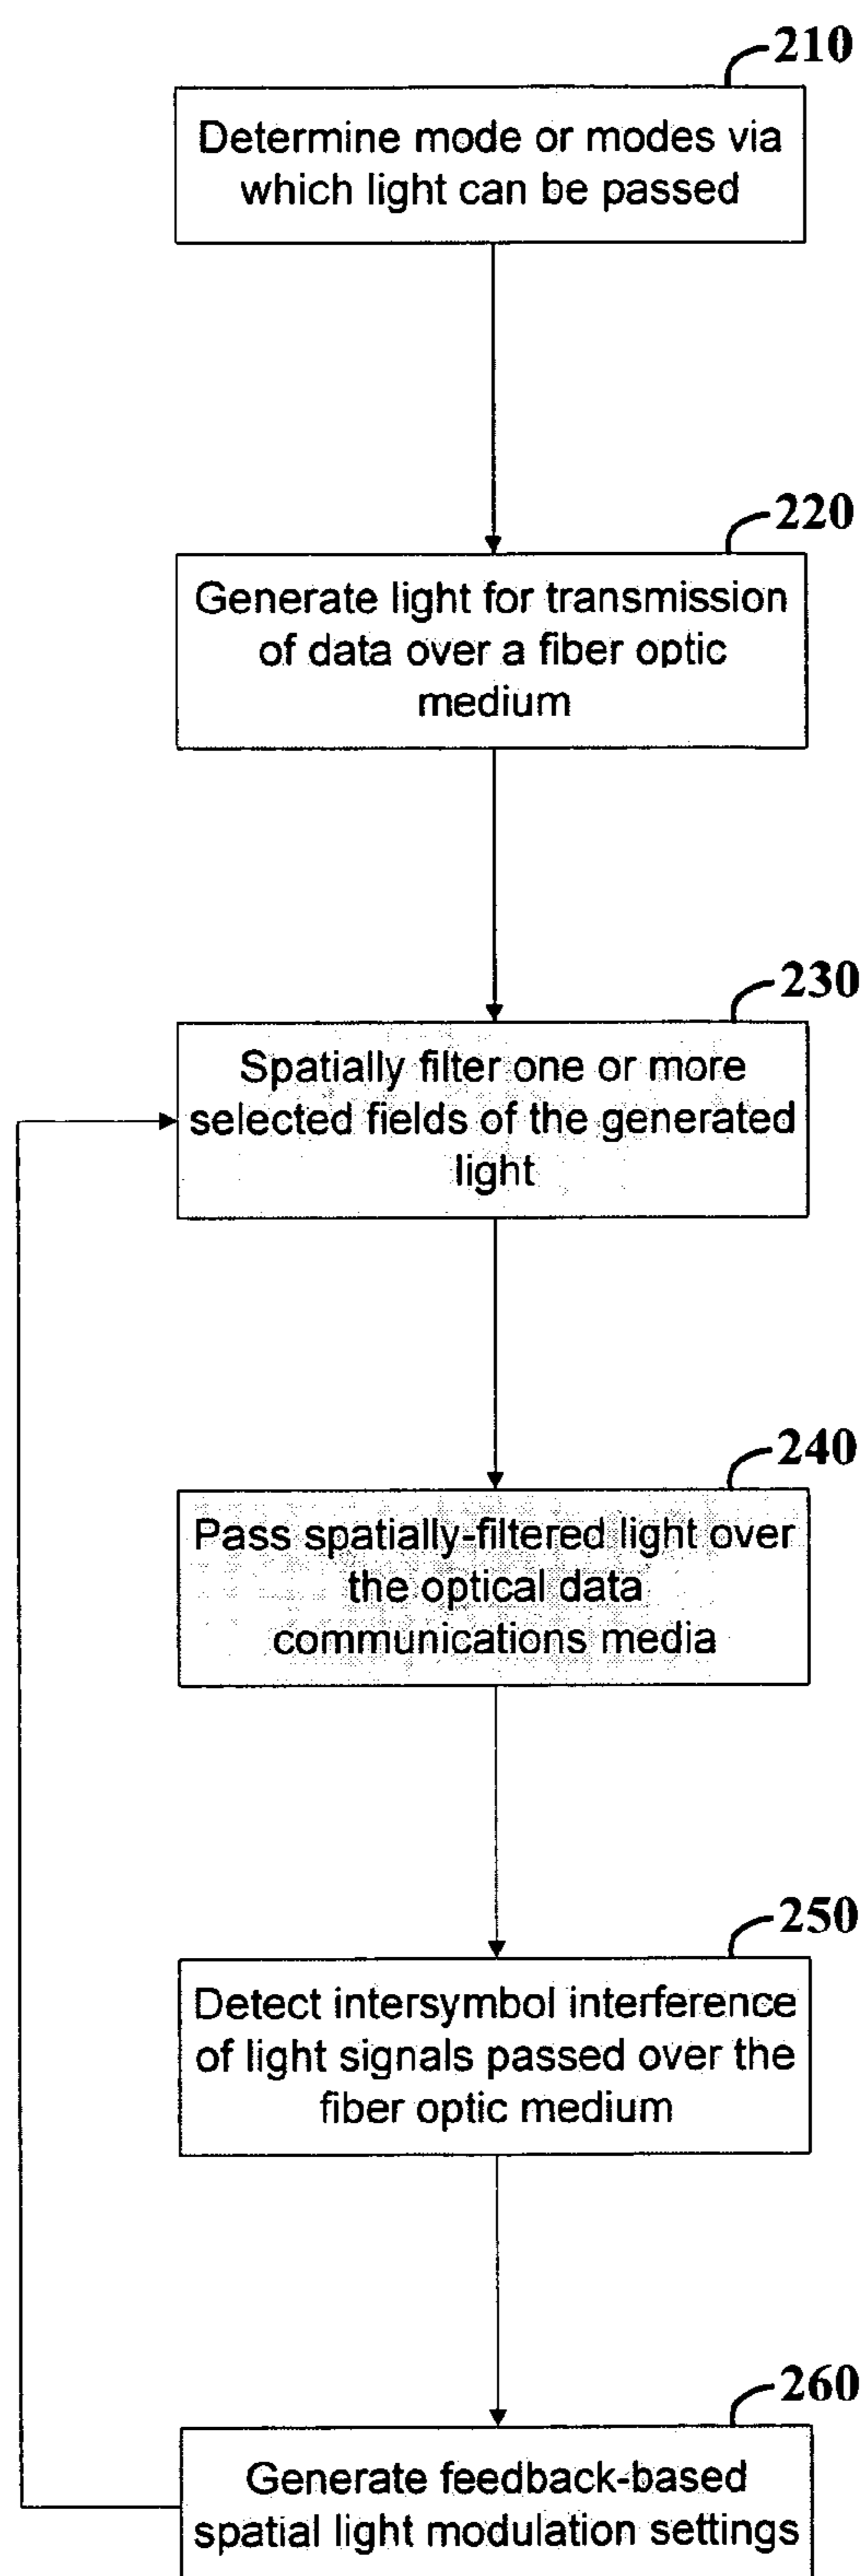 210
Determine mode or modes via
which light can be passed
220
Generate light for transmission
of data over a fiber optic
medium
230
Spatially filter one or more
selected fields of the generated
light
240
Pass spatially-filtered light over
the optical data
communications media
250
Detect intersymbol interference
of light signals passed over the
fiber optic medium
260
Generate feedback-based
spatial light modulation settings